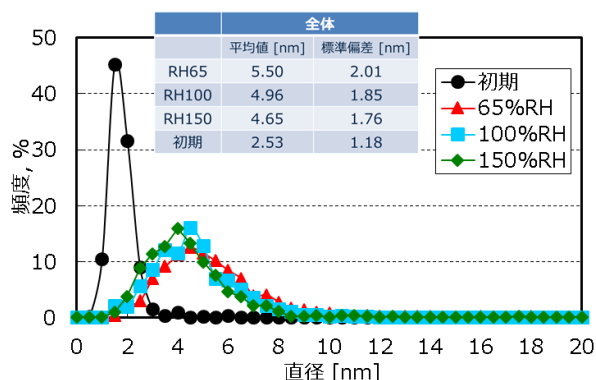 全体
平均値 [nm] 標準偏差 [nm]
RH65 5.50 2.01
RH100 4.96 1.85
RH150 4.65 1.76
初期 2.53 1.18
初期
65%RH
100%RH
150%RH
頻度, %
50
40
30
20
10
0
0 2 4 6 8 10 12 14 16 18 20
直径 [nm]